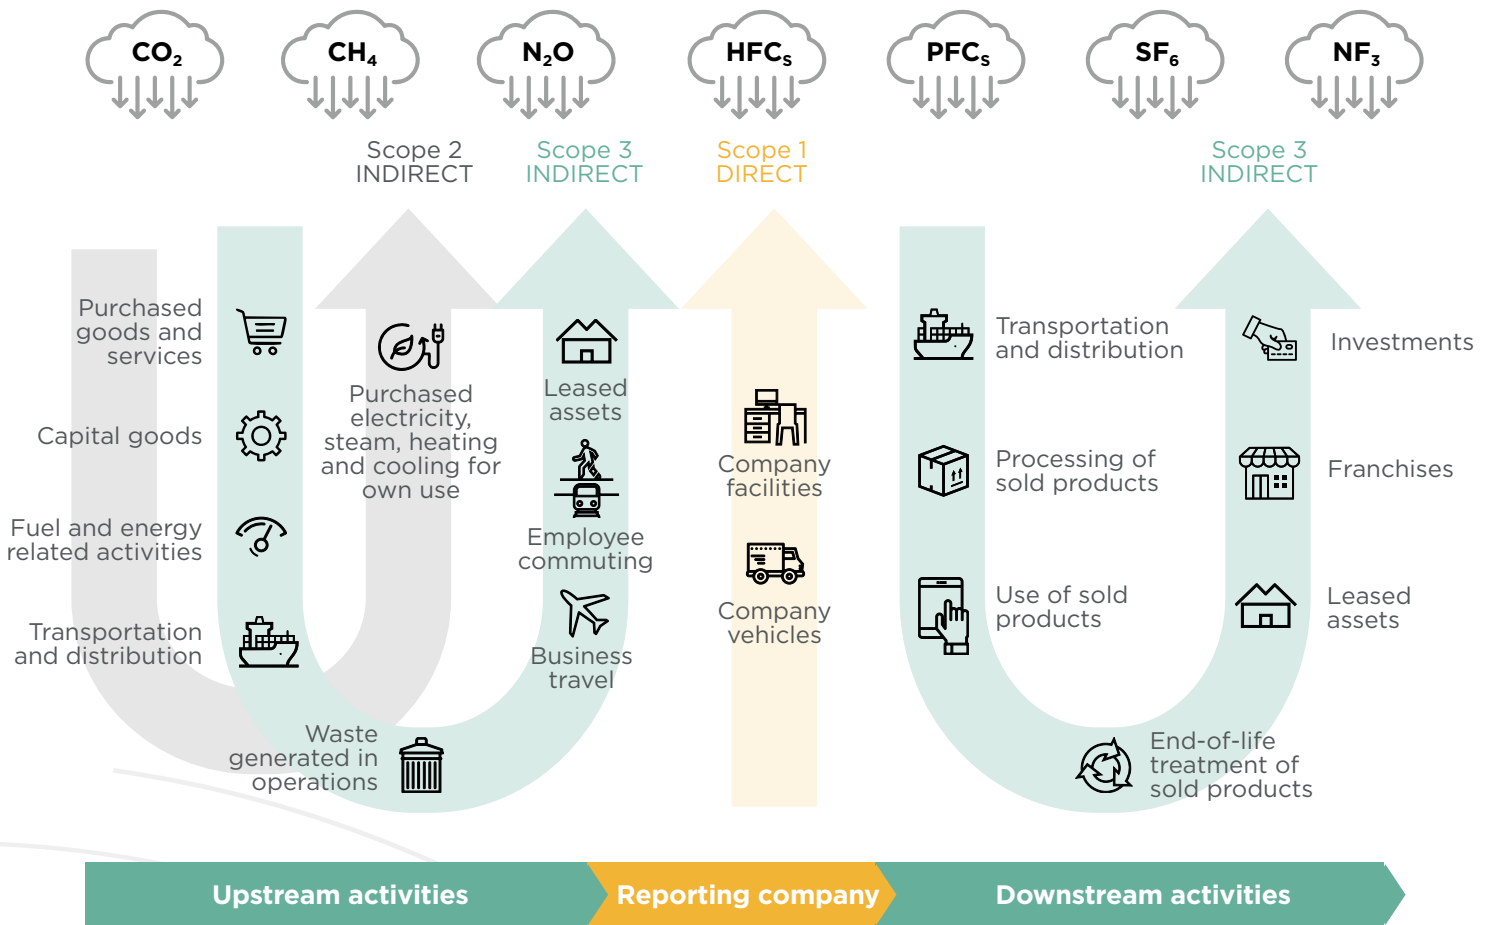 CO₂
CH₄
N₂O
HFCₛ
PFCₛ
SF₆
NF₃
Scope 2
INDIRECT
Scope 3
INDIRECT
Scope 1
DIRECT
Scope 3
INDIRECT
Purchased
goods and
services
Capital goods
Fuel and energy
related activities
Transportation
and distribution
Waste
generated in
operations
Purchased
electricity,
steam, heating
and cooling for
own use
Leased
assets
Employee
commuting
Business
travel
Company
facilities
Company
vehicles
Transportation
and distribution
Processing of
sold products
Use of sold
products
End-of-life
treatment of
sold products
Investments
Franchises
Leased
assets
Upstream activities
Reporting company
Downstream activities